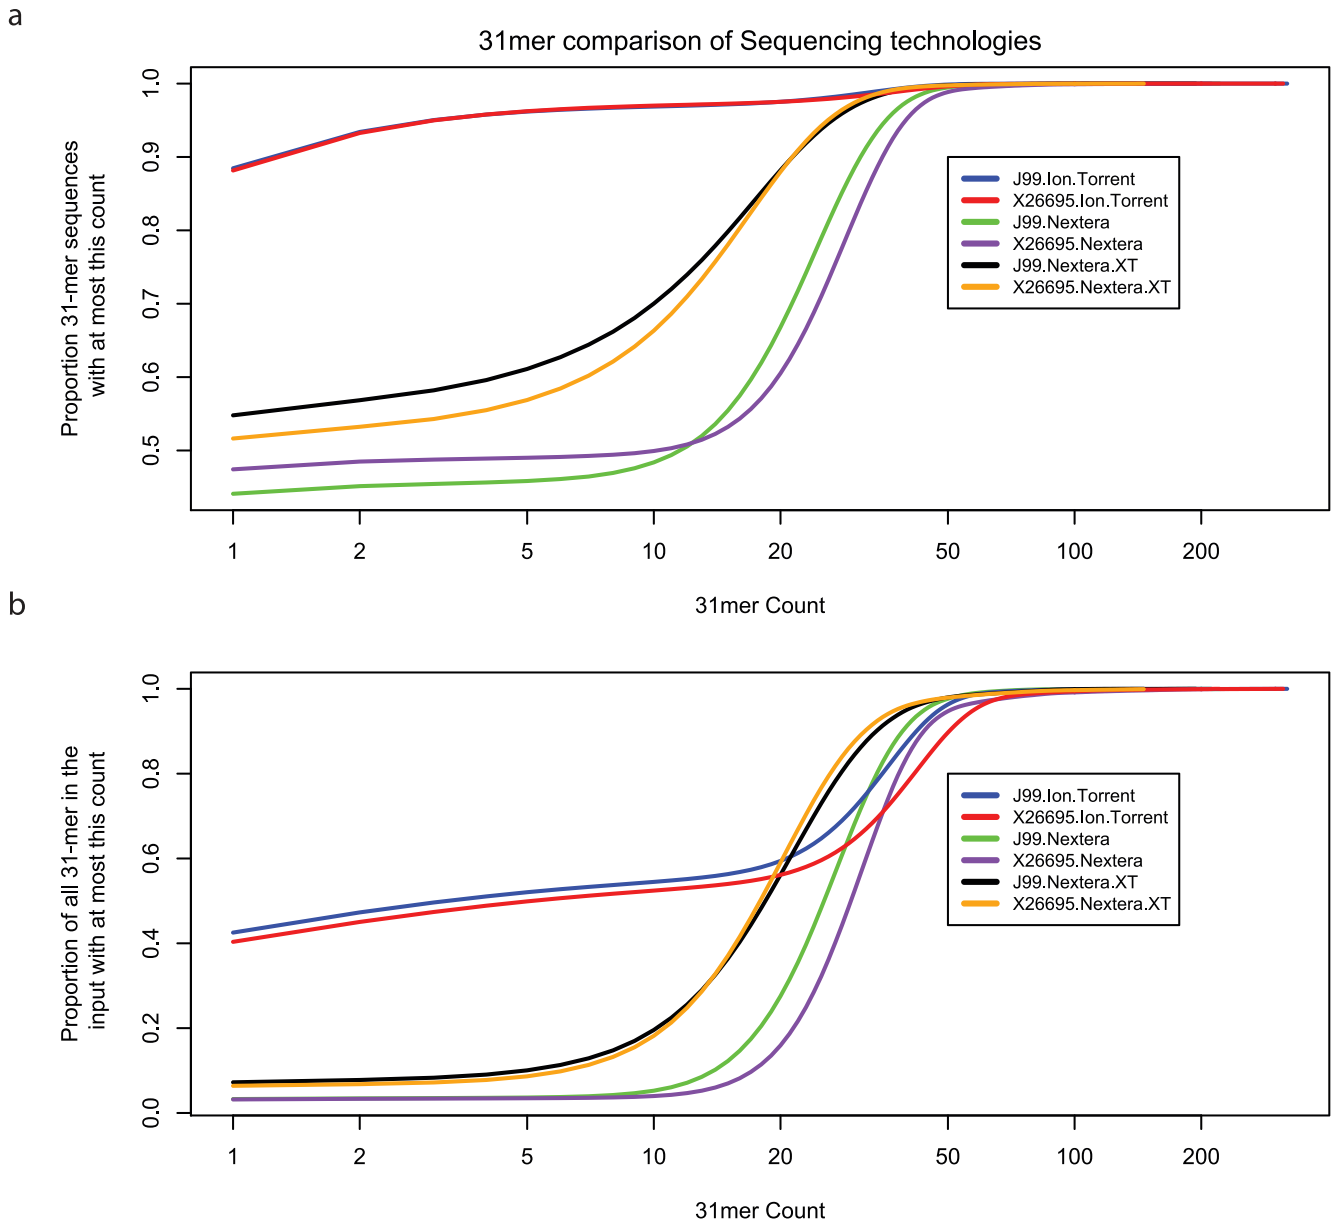 a
31mer comparison of Sequencing technologies
Proportion 31-mer sequences
with at most this count
1.0
0.9
0.8
0.7
0.6
0.5
J99.Ion.Torrent
X26695.Ion.Torrent
J99.Nextera
X26695.Nextera
J99.Nextera.XT
X26695.Nextera.XT
1 2 5 10 20 50 100 200
31mer Count
b
Proportion of all 31-mer in the
input with at most this count
1.0
0.8
0.6
0.4
0.2
0.0
J99.Ion.Torrent
X26695.Ion.Torrent
J99.Nextera
X26695.Nextera
J99.Nextera.XT
X26695.Nextera.XT
1 2 5 10 20 50 100 200
31mer Count